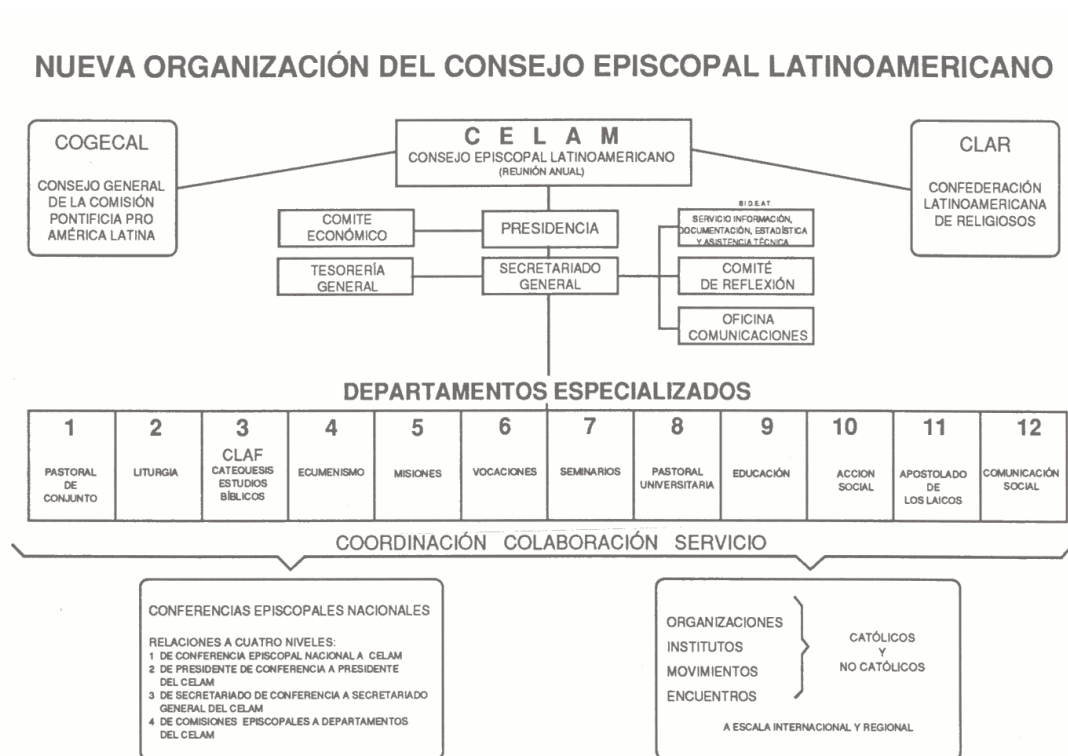 NUEVA ORGANIZACIÓN DEL CONSEJO EPISCOPAL LATINOAMERICANO
COGECAL
CONSEJO GENERAL
DE LA COMISIÓN
PONTIFICIA PRO
AMÉRICA LATINA
C E L A M
CONSEJO EPISCOPAL LATINOAMERICANO
(REUNIÓN ANUAL)
CLAR
CONFEDERACIÓN
LATINOAMERICANA
DE RELIGIOSOS
COMITE
ECONÓMICO
PRESIDENCIA
S.I.D.E.A.T.
SERVICIO INFORMACIÓN,
DOCUMENTACIÓN, ESTADÍSTICA
Y ASISTENCIA TÉCNICA
TESORERÍA
GENERAL
SECRETARIADO
GENERAL
COMITÉ
DE REFLEXIÓN
OFICINA
COMUNICACIONES
DEPARTAMENTOS ESPECIALIZADOS
1
PASTORAL
DE
CONJUNTO
2
LITURGIA
3
CLAF
CATEQUESIS
ESTUDIOS
BÍBLICOS
4
ECUMENISMO
5
MISIONES
6
VOCACIONES
7
SEMINARIOS
8
PASTORAL
UNIVERSITARIA
9
EDUCACIÓN
10
ACCION
SOCIAL
11
APOSTOLADO
DE
LOS LAICOS
12
COMUNICACIÓN
SOCIAL
COORDINACIÓN COLABORACIÓN SERVICIO
CONFERENCIAS EPISCOPALES NACIONALES
RELACIONES A CUATRO NIVELES:
1 DE CONFERENCIA EPISCOPAL NACIONAL A CELAM
2 DE PRESIDENTE DE CONFERENCIA A PRESIDENTE
DEL CELAM
3 DE SECRETARIADO DE CONFERENCIA A SECRETARIADO
GENERAL DEL CELAM
4 DE COMISIONES EPISCOPALES A DEPARTAMENTOS
DEL CELAM
ORGANIZACIONES
INSTITUTOS
MOVIMIENTOS
ENCUENTROS
CATÓLICOS
Y
NO CATÓLICOS
A ESCALA INTERNACIONAL Y REGIONAL